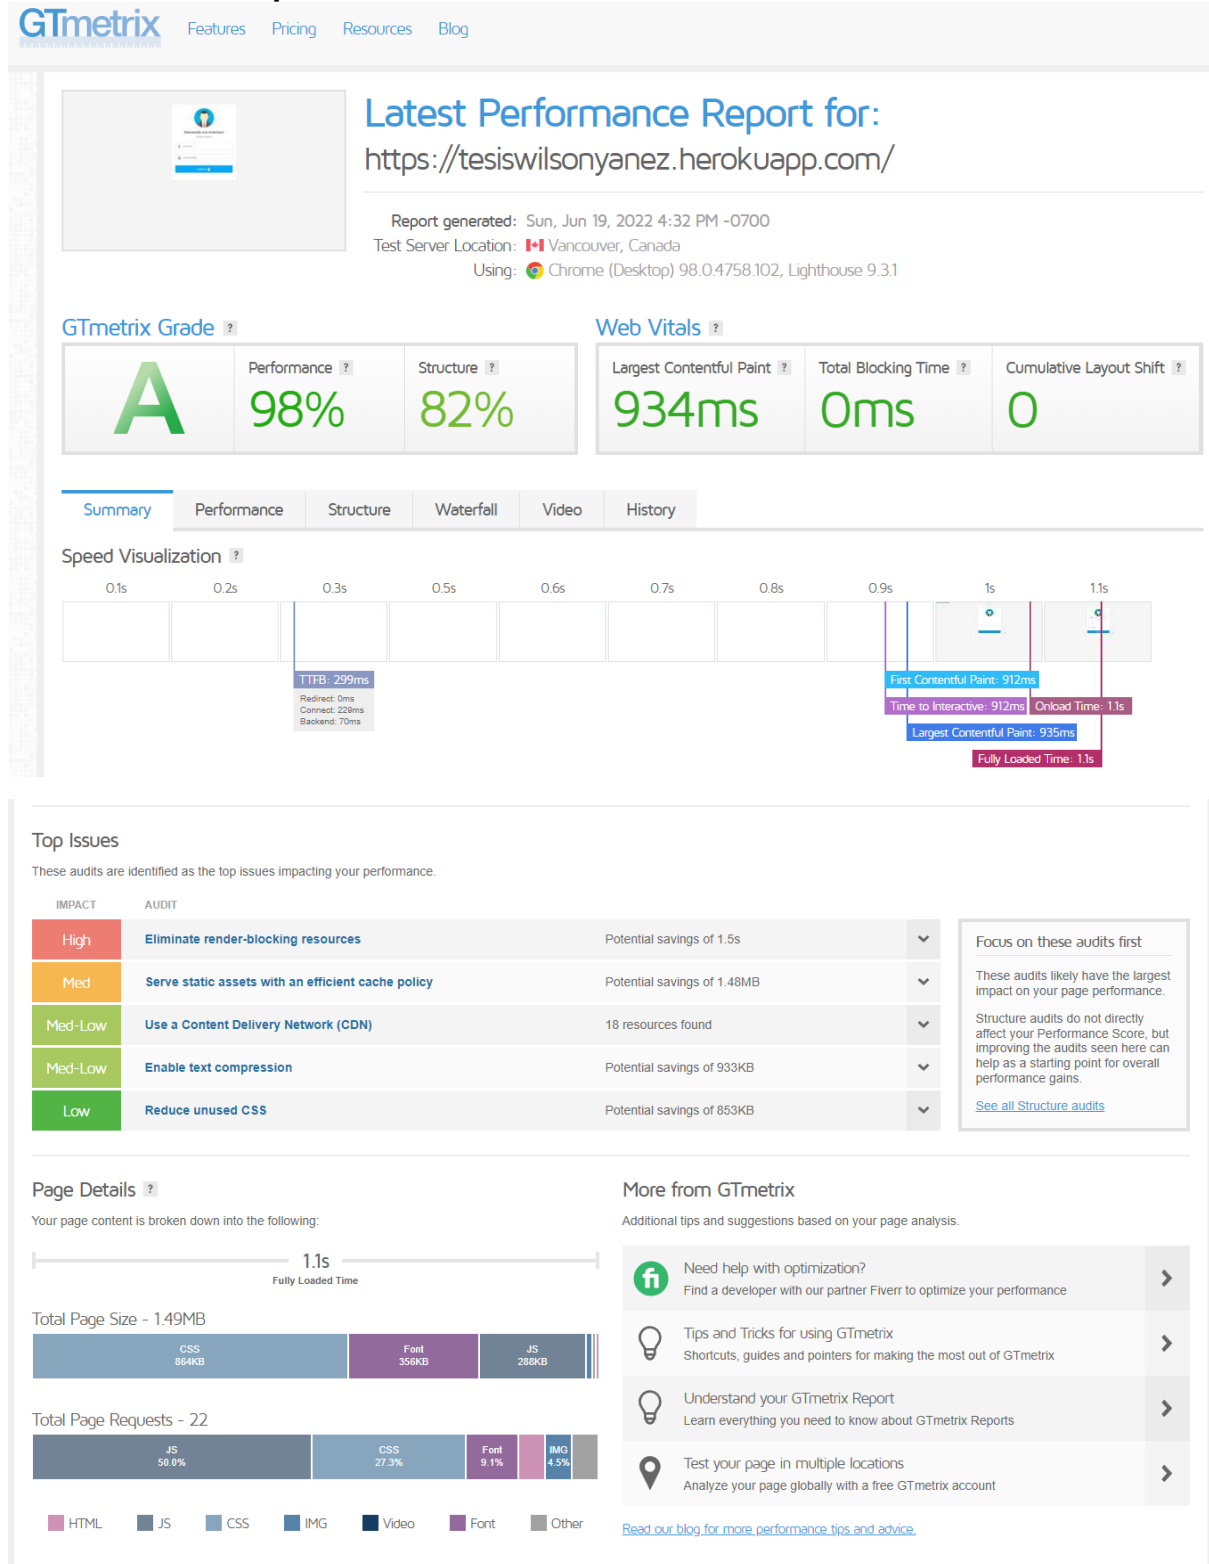 GTmetrix Features Pricing Resources Blog
Latest Performance Report for:
https://tesiswilsonyanez.herokuapp.com/
Report generated: Sun, Jun 19, 2022 4:32 PM -0700
Test Server Location: Vancouver, Canada
Using: Chrome (Desktop) 98.0.4758.102, Lighthouse 9.3.1
GTmetrix Grade ?
Web Vitals ?
A
Performance ?
98%
Structure ?
82%
Largest Contentful Paint ?
934ms
Total Blocking Time ?
0ms
Cumulative Layout Shift ?
0
Summary Performance Structure Waterfall Video History
Speed Visualization ?
0.1s 0.2s 0.3s 0.5s 0.6s 0.7s 0.8s 0.9s 1s 1.1s
TTFB: 299ms
Redirect: 0ms
Connect: 229ms
Backend: 70ms
First Contentful Paint: 912ms
Time to Interactive: 912ms
Onload Time: 1.1s
Largest Contentful Paint: 935ms
Fully Loaded Time: 1.1s
Top Issues
These audits are identified as the top issues impacting your performance.
IMPACT AUDIT
High Eliminate render-blocking resources Potential savings of 1.5s
Med Serve static assets with an efficient cache policy Potential savings of 1.48MB
Med-Low Use a Content Delivery Network (CDN) 18 resources found
Med-Low Enable text compression Potential savings of 933KB
Low Reduce unused CSS Potential savings of 853KB
Focus on these audits first
These audits likely have the largest
impact on your page performance.
Structure audits do not directly
affect your Performance Score, but
improving the audits seen here can
help as a starting point for overall
performance gains.
See all Structure audits
Page Details ?
Your page content is broken down into the following:
1.1s
Fully Loaded Time
Total Page Size - 1.49MB
CSS
864KB
Font
356KB
JS
288KB
Total Page Requests - 22
JS
50.0%
CSS
27.3%
Font
9.1%
IMG
4.5%
HTML JS CSS IMG Video Font Other
More from GTmetrix
Additional tips and suggestions based on your page analysis.
fi
Need help with optimization?
Find a developer with our partner Fiverr to optimize your performance
Tips and Tricks for using GTmetrix
Shortcuts, guides and pointers for making the most out of GTmetrix
Understand your GTmetrix Report
Learn everything you need to know about GTmetrix Reports
Test your page in multiple locations
Analyze your page globally with a free GTmetrix account
Read our blog for more performance tips and advice.